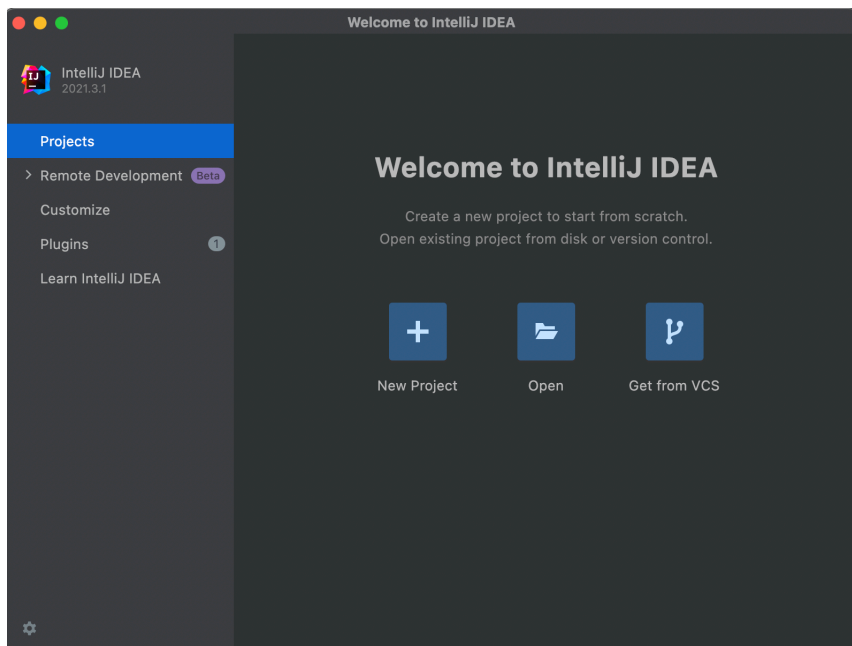 Welcome to IntelliJ IDEA
IJ
IntelliJ IDEA
2021.3.1
Projects
Remote Development Beta
Customize
Plugins 1
Learn IntelliJ IDEA
Welcome to IntelliJ IDEA
Create a new project to start from scratch.
Open existing project from disk or version control.
New Project Open Get from VCS